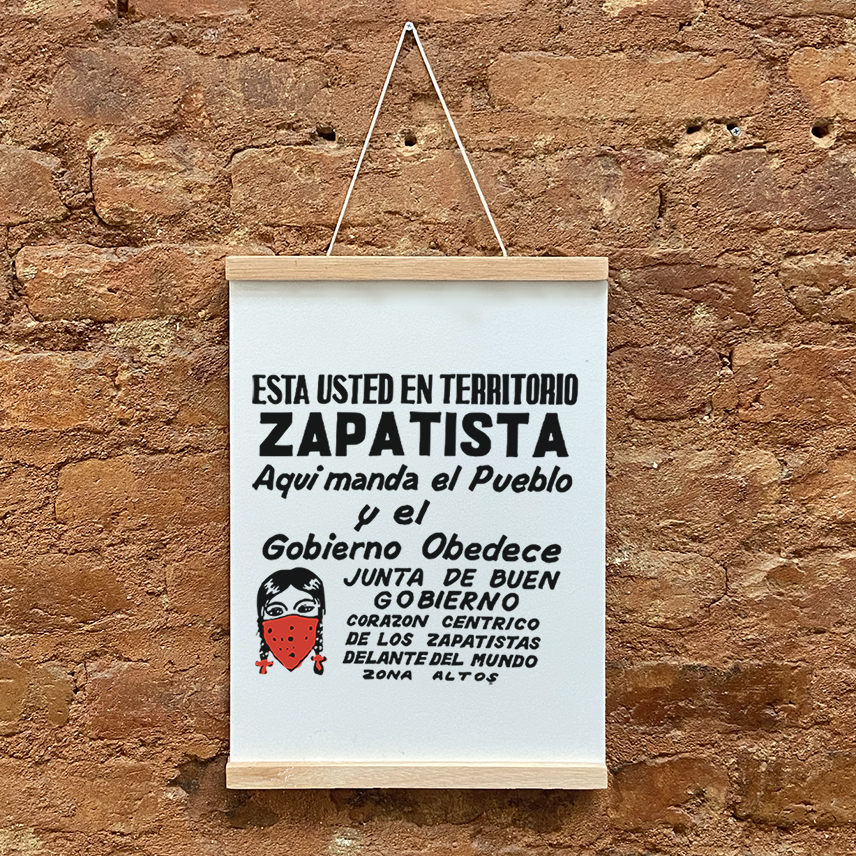 ESTA USTED EN TERRITORIO
ZAPATISTA
Aqui manda el Pueblo
y el
Gobierno Obedece
JUNTA DE BUEN
GOBIERNO
CORAZON CENTRICO
DE LOS ZAPATISTAS
DELANTE DEL MUNDO
ZONA ALTOS